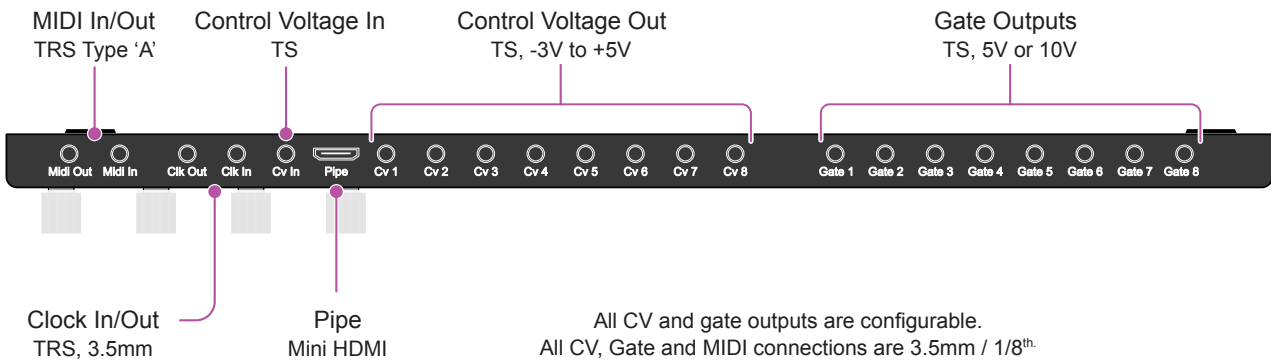 MIDI In/Out
TRS Type ‘A’
Control Voltage In
TS
Control Voltage Out
TS, -3V to +5V
Gate Outputs
TS, 5V or 10V
Midi Out Midi In Clk Out Clk In Cv In Pipe Cv 1 Cv 2 Cv 3 Cv 4 Cv 5 Cv 6 Cv 7 Cv 8 Gate 1 Gate 2 Gate 3 Gate 4 Gate 5 Gate 6 Gate 7 Gate 8
Clock In/Out
TRS, 3.5mm
Pipe
Mini HDMI
All CV and gate outputs are configurable.
All CV, Gate and MIDI connections are 3.5mm / 1/8th.